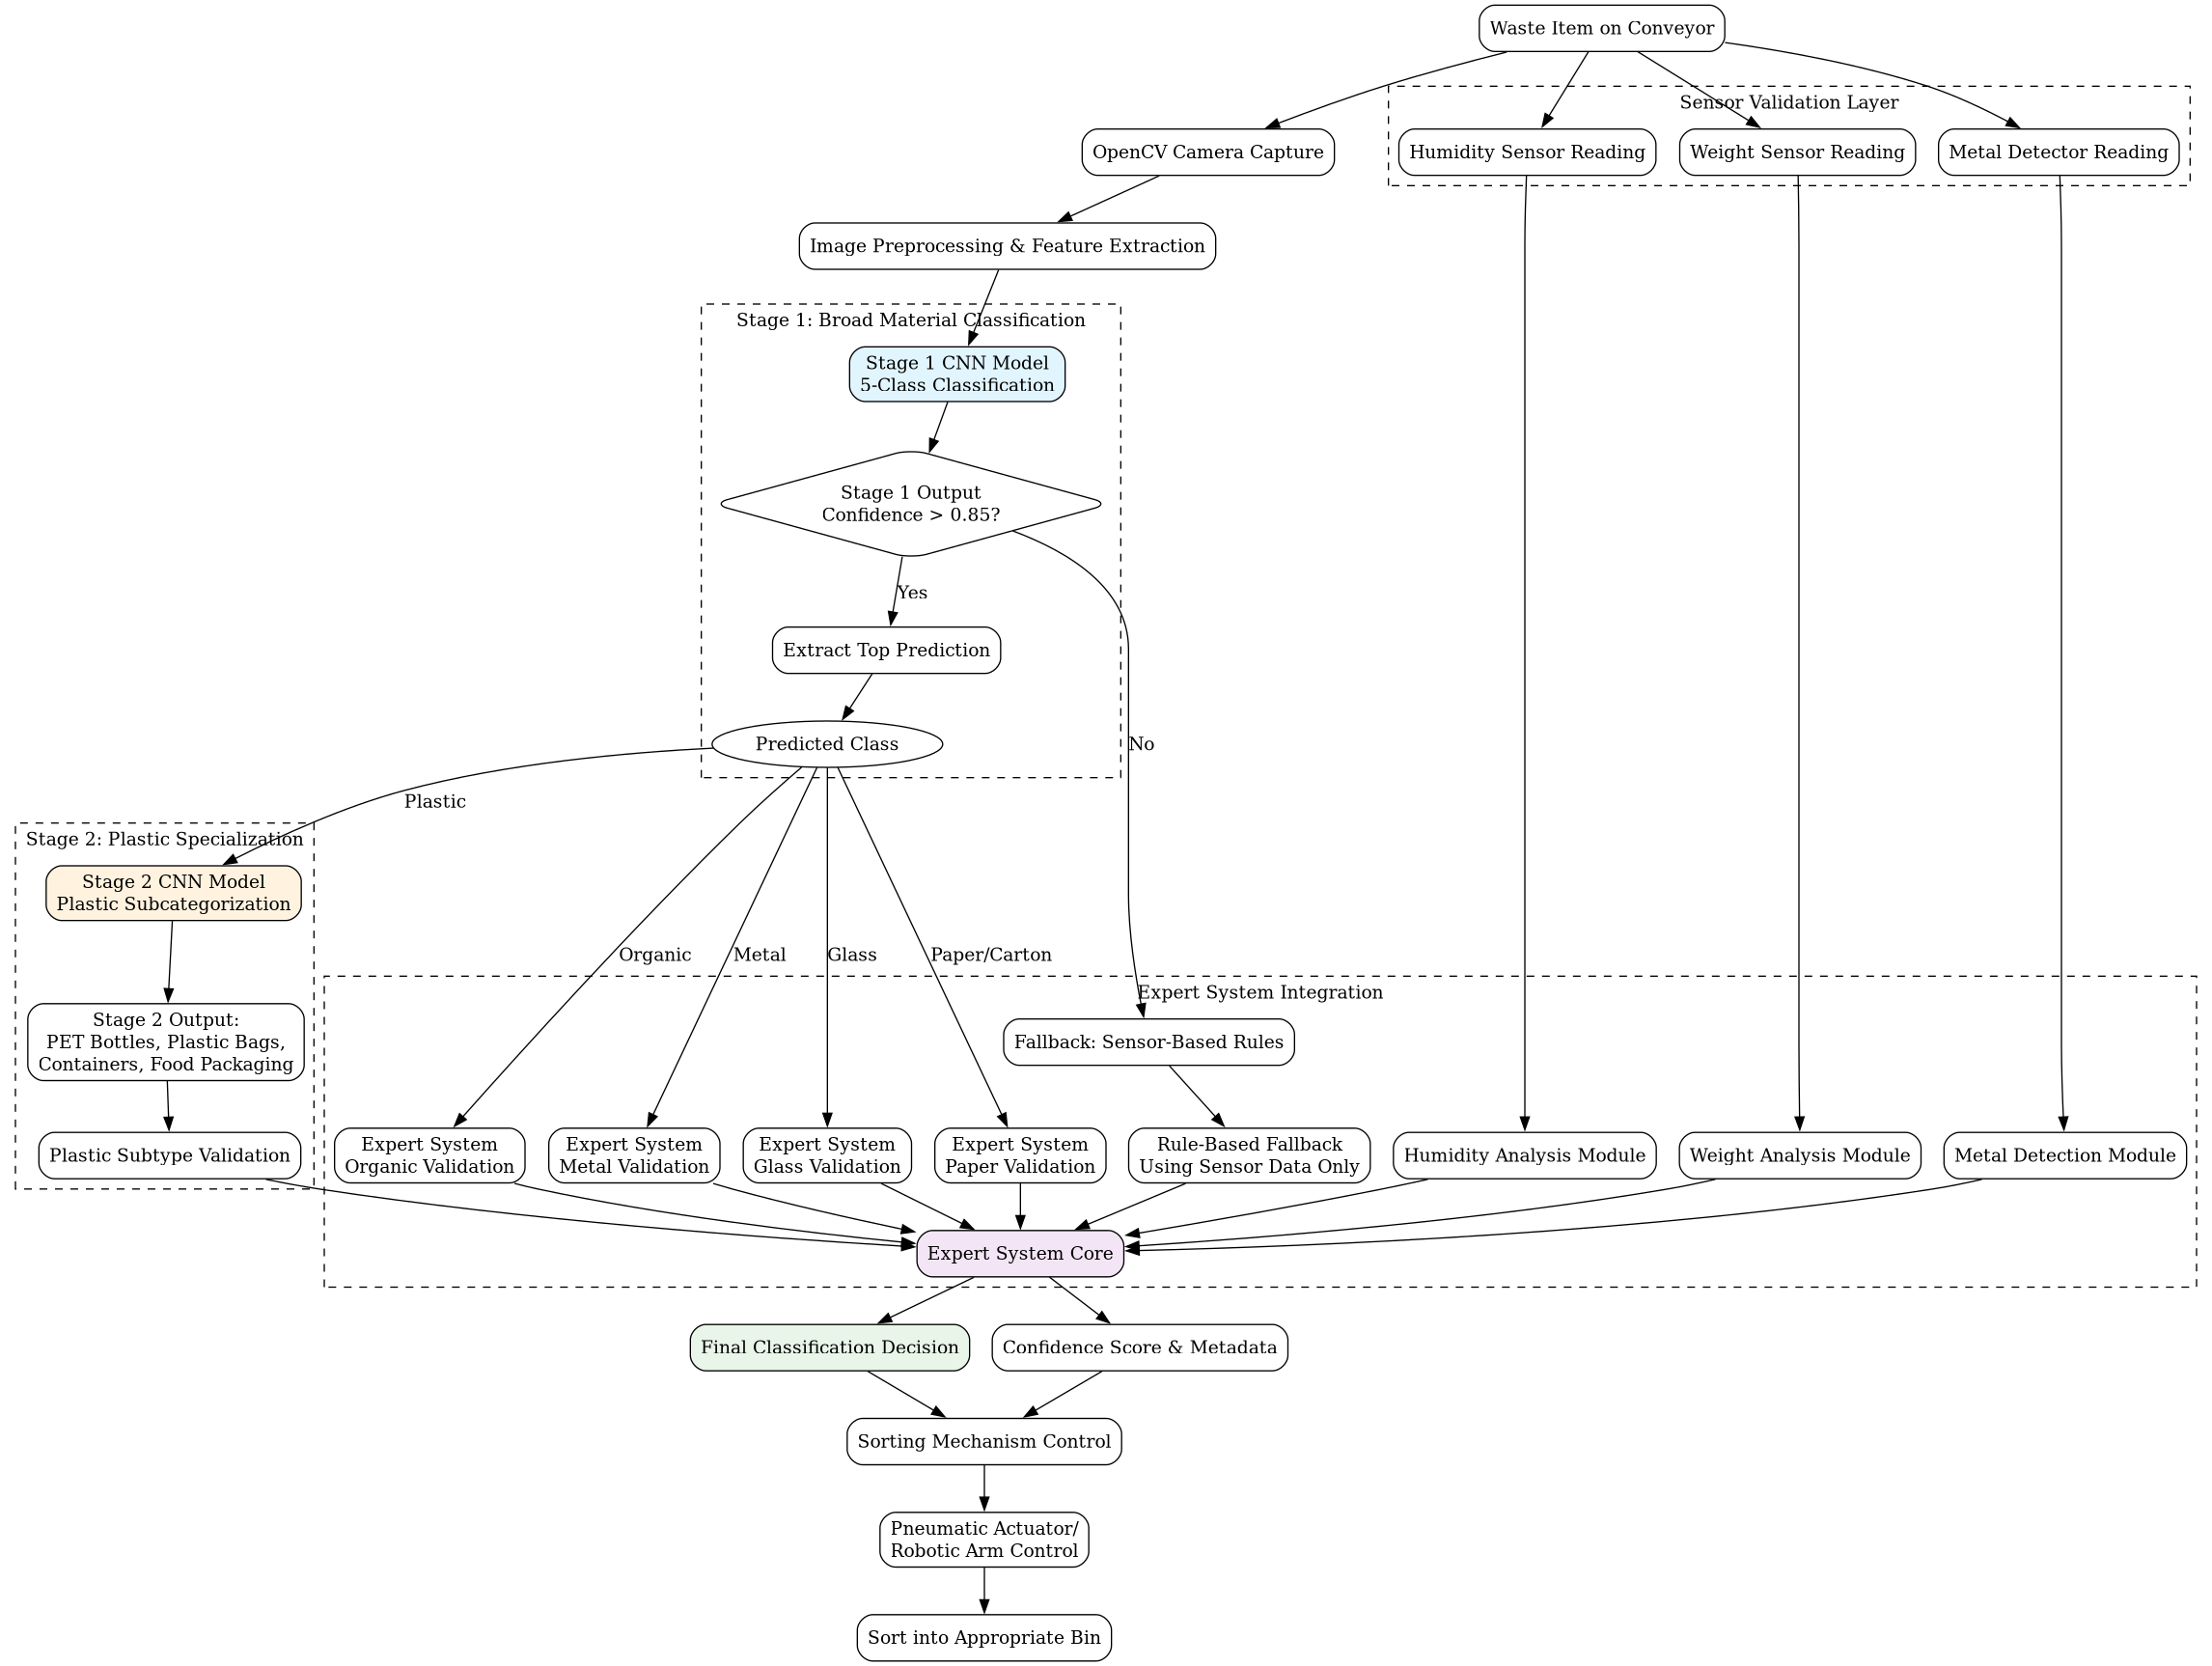 Waste Item on Conveyor
Sensor Validation Layer
OpenCV Camera Capture
Humidity Sensor Reading
Weight Sensor Reading
Metal Detector Reading
Image Preprocessing & Feature Extraction
Stage 1: Broad Material Classification
Stage 1 CNN Model
5-Class Classification
Stage 1 Output
Confidence > 0.85?
Yes
Extract Top Prediction
Predicted Class
No
Plastic
Stage 2: Plastic Specialization
Stage 2 CNN Model
Plastic Subcategorization
Organic
Metal
Glass
Paper/Carton
Expert System Integration
Stage 2 Output:
PET Bottles, Plastic Bags,
Containers, Food Packaging
Fallback: Sensor-Based Rules
Plastic Subtype Validation
Expert System
Organic Validation
Expert System
Metal Validation
Expert System
Glass Validation
Expert System
Paper Validation
Rule-Based Fallback
Using Sensor Data Only
Humidity Analysis Module
Weight Analysis Module
Metal Detection Module
Expert System Core
Final Classification Decision
Confidence Score & Metadata
Sorting Mechanism Control
Pneumatic Actuator/
Robotic Arm Control
Sort into Appropriate Bin